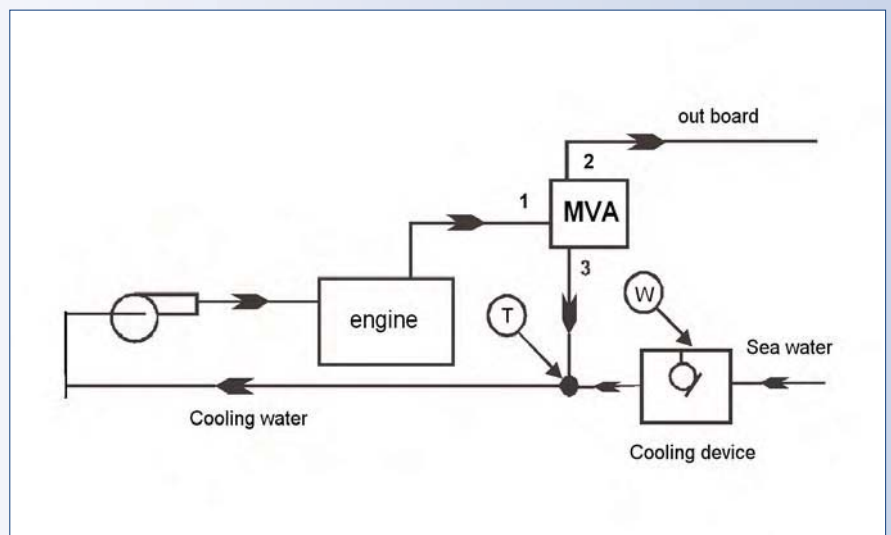 out board
2
1
MVA
3
W
T
engine
Sea water
Cooling water
Cooling device